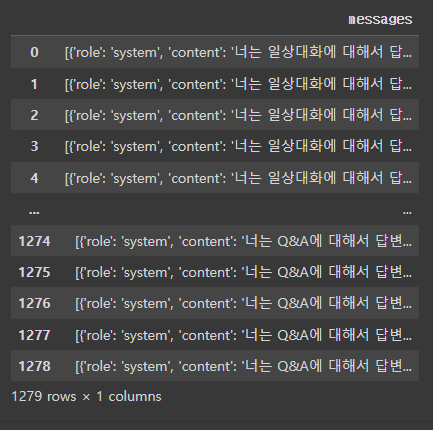 messages
0 [{'role': 'system', 'content': '너는 일상대화에 대해서 답...
1 [{'role': 'system', 'content': '너는 일상대화에 대해서 답...
2 [{'role': 'system', 'content': '너는 일상대화에 대해서 답...
3 [{'role': 'system', 'content': '너는 일상대화에 대해서 답...
4 [{'role': 'system', 'content': '너는 일상대화에 대해서 답...
... ...
1274 [{'role': 'system', 'content': '너는 Q&A에 대해서 답변...
1275 [{'role': 'system', 'content': '너는 Q&A에 대해서 답변...
1276 [{'role': 'system', 'content': '너는 Q&A에 대해서 답변...
1277 [{'role': 'system', 'content': '너는 Q&A에 대해서 답변...
1278 [{'role': 'system', 'content': '너는 Q&A에 대해서 답변...
1279 rows × 1 columns